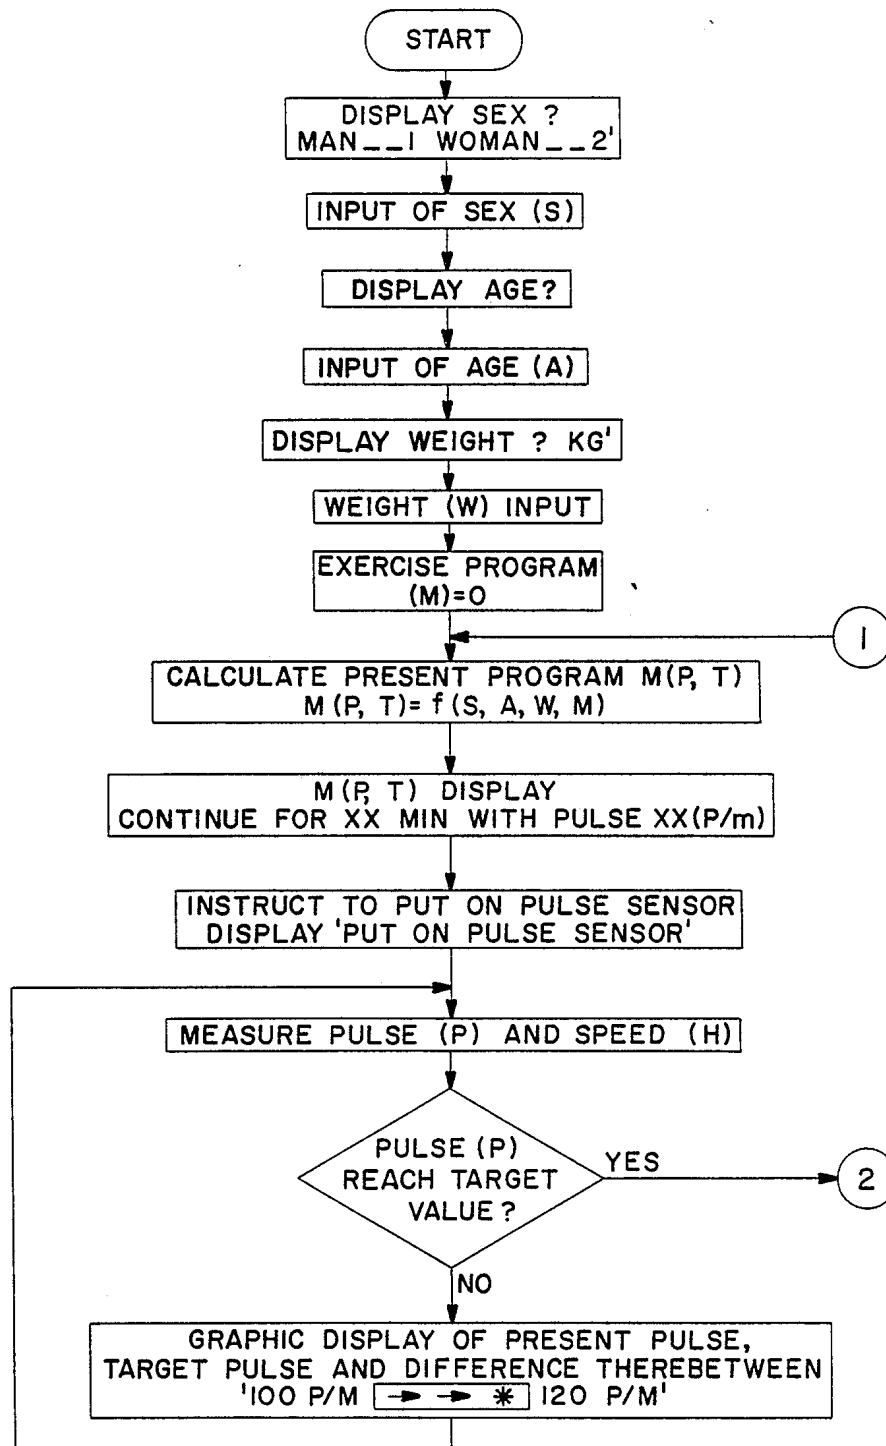 START
DISPLAY SEX ?
MAN__1 WOMAN__2'
INPUT OF SEX (S)
DISPLAY AGE?
INPUT OF AGE (A)
DISPLAY WEIGHT ? KG'
WEIGHT (W) INPUT
EXERCISE PROGRAM
(M)=0
1
CALCULATE PRESENT PROGRAM M(P, T)
M(P, T)= f(S, A, W, M)
M(P, T) DISPLAY
CONTINUE FOR XX MIN WITH PULSE XX(P/m)
INSTRUCT TO PUT ON PULSE SENSOR
DISPLAY 'PUT ON PULSE SENSOR'
MEASURE PULSE (P) AND SPEED (H)
PULSE (P)
REACH TARGET
VALUE?
YES
2
NO
GRAPHIC DISPLAY OF PRESENT PULSE,
TARGET PULSE AND DIFFERENCE THEREBETWEEN
'100 P/M → → * 120 P/M'